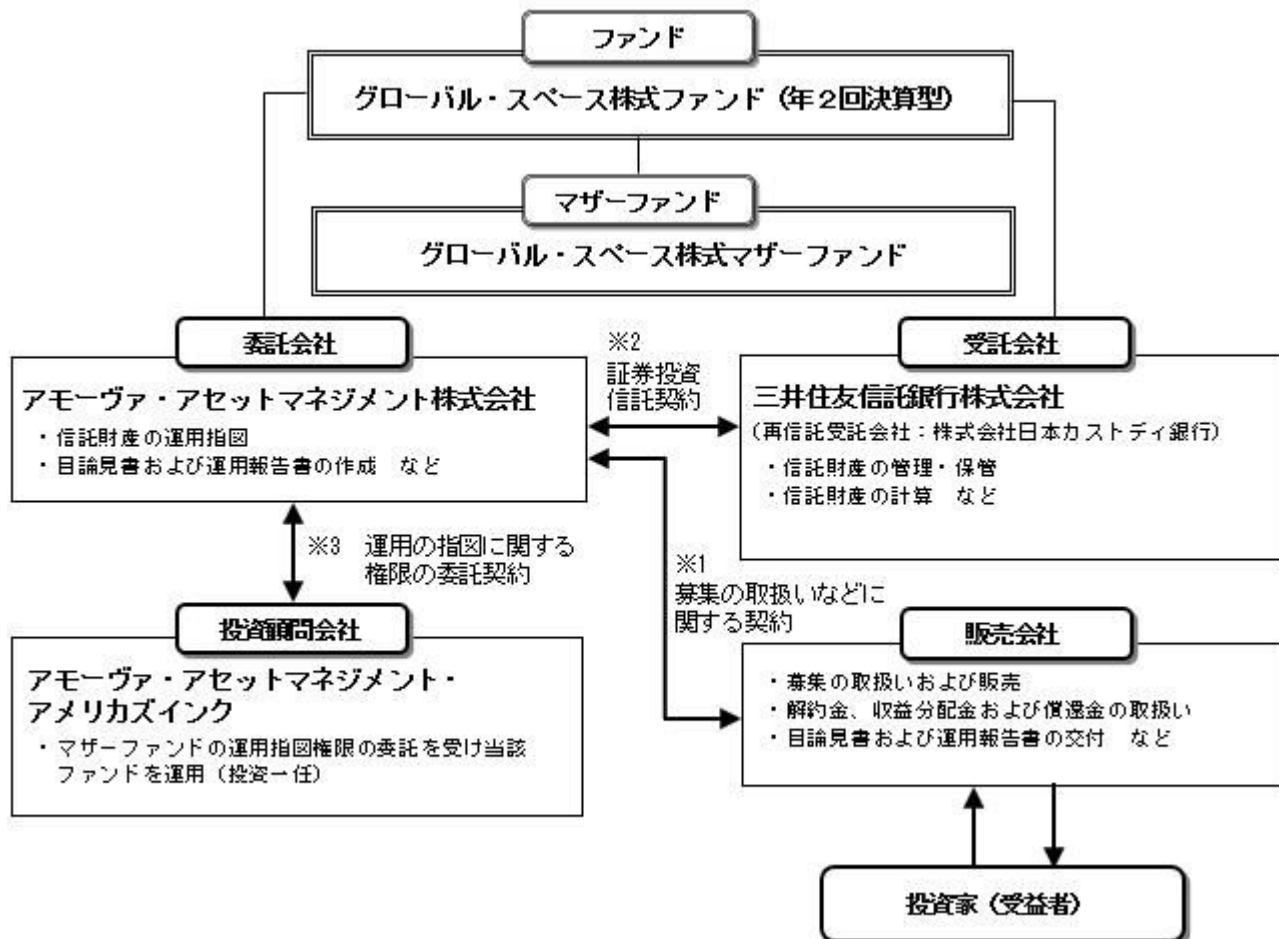 ファンド
グローバル・スペース株式ファンド（年２回決算型）
マザーファンド
グローバル・スペース株式マザーファンド
委託会社
アモーヴァ・アセットマネジメント株式会社
・信託財産の運用指図
・目論見書および運用報告書の作成　など
※2
証券投資
信託契約
受託会社
三井住友信託銀行株式会社
（再信託受託会社：株式会社日本カストディ銀行）
・信託財産の管理・保管
・信託財産の計算　など
※3　運用の指図に関する
権限の委託契約
※1
募集の取扱いなどに
関する契約
投資顧問会社
アモーヴァ・アセットマネジメント・
アメリカズインク
・マザーファンドの運用指図権限の委託を受け当該
ファンドを運用（投資一任）
販売会社
・募集の取扱いおよび販売
・解約金、収益分配金および償還金の取扱い
・目論見書および運用報告書の交付　など
投資家（受益者）